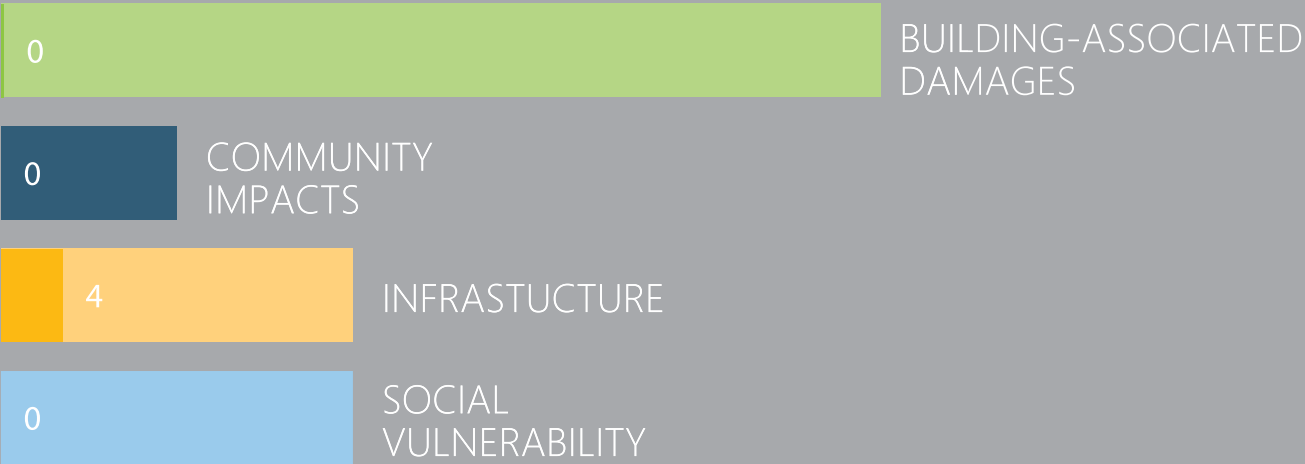 0
BUILDING-ASSOCIATED
DAMAGES
0
COMMUNITY
IMPACTS
4
INFRASTUCTURE
0
SOCIAL
VULNERABILITY